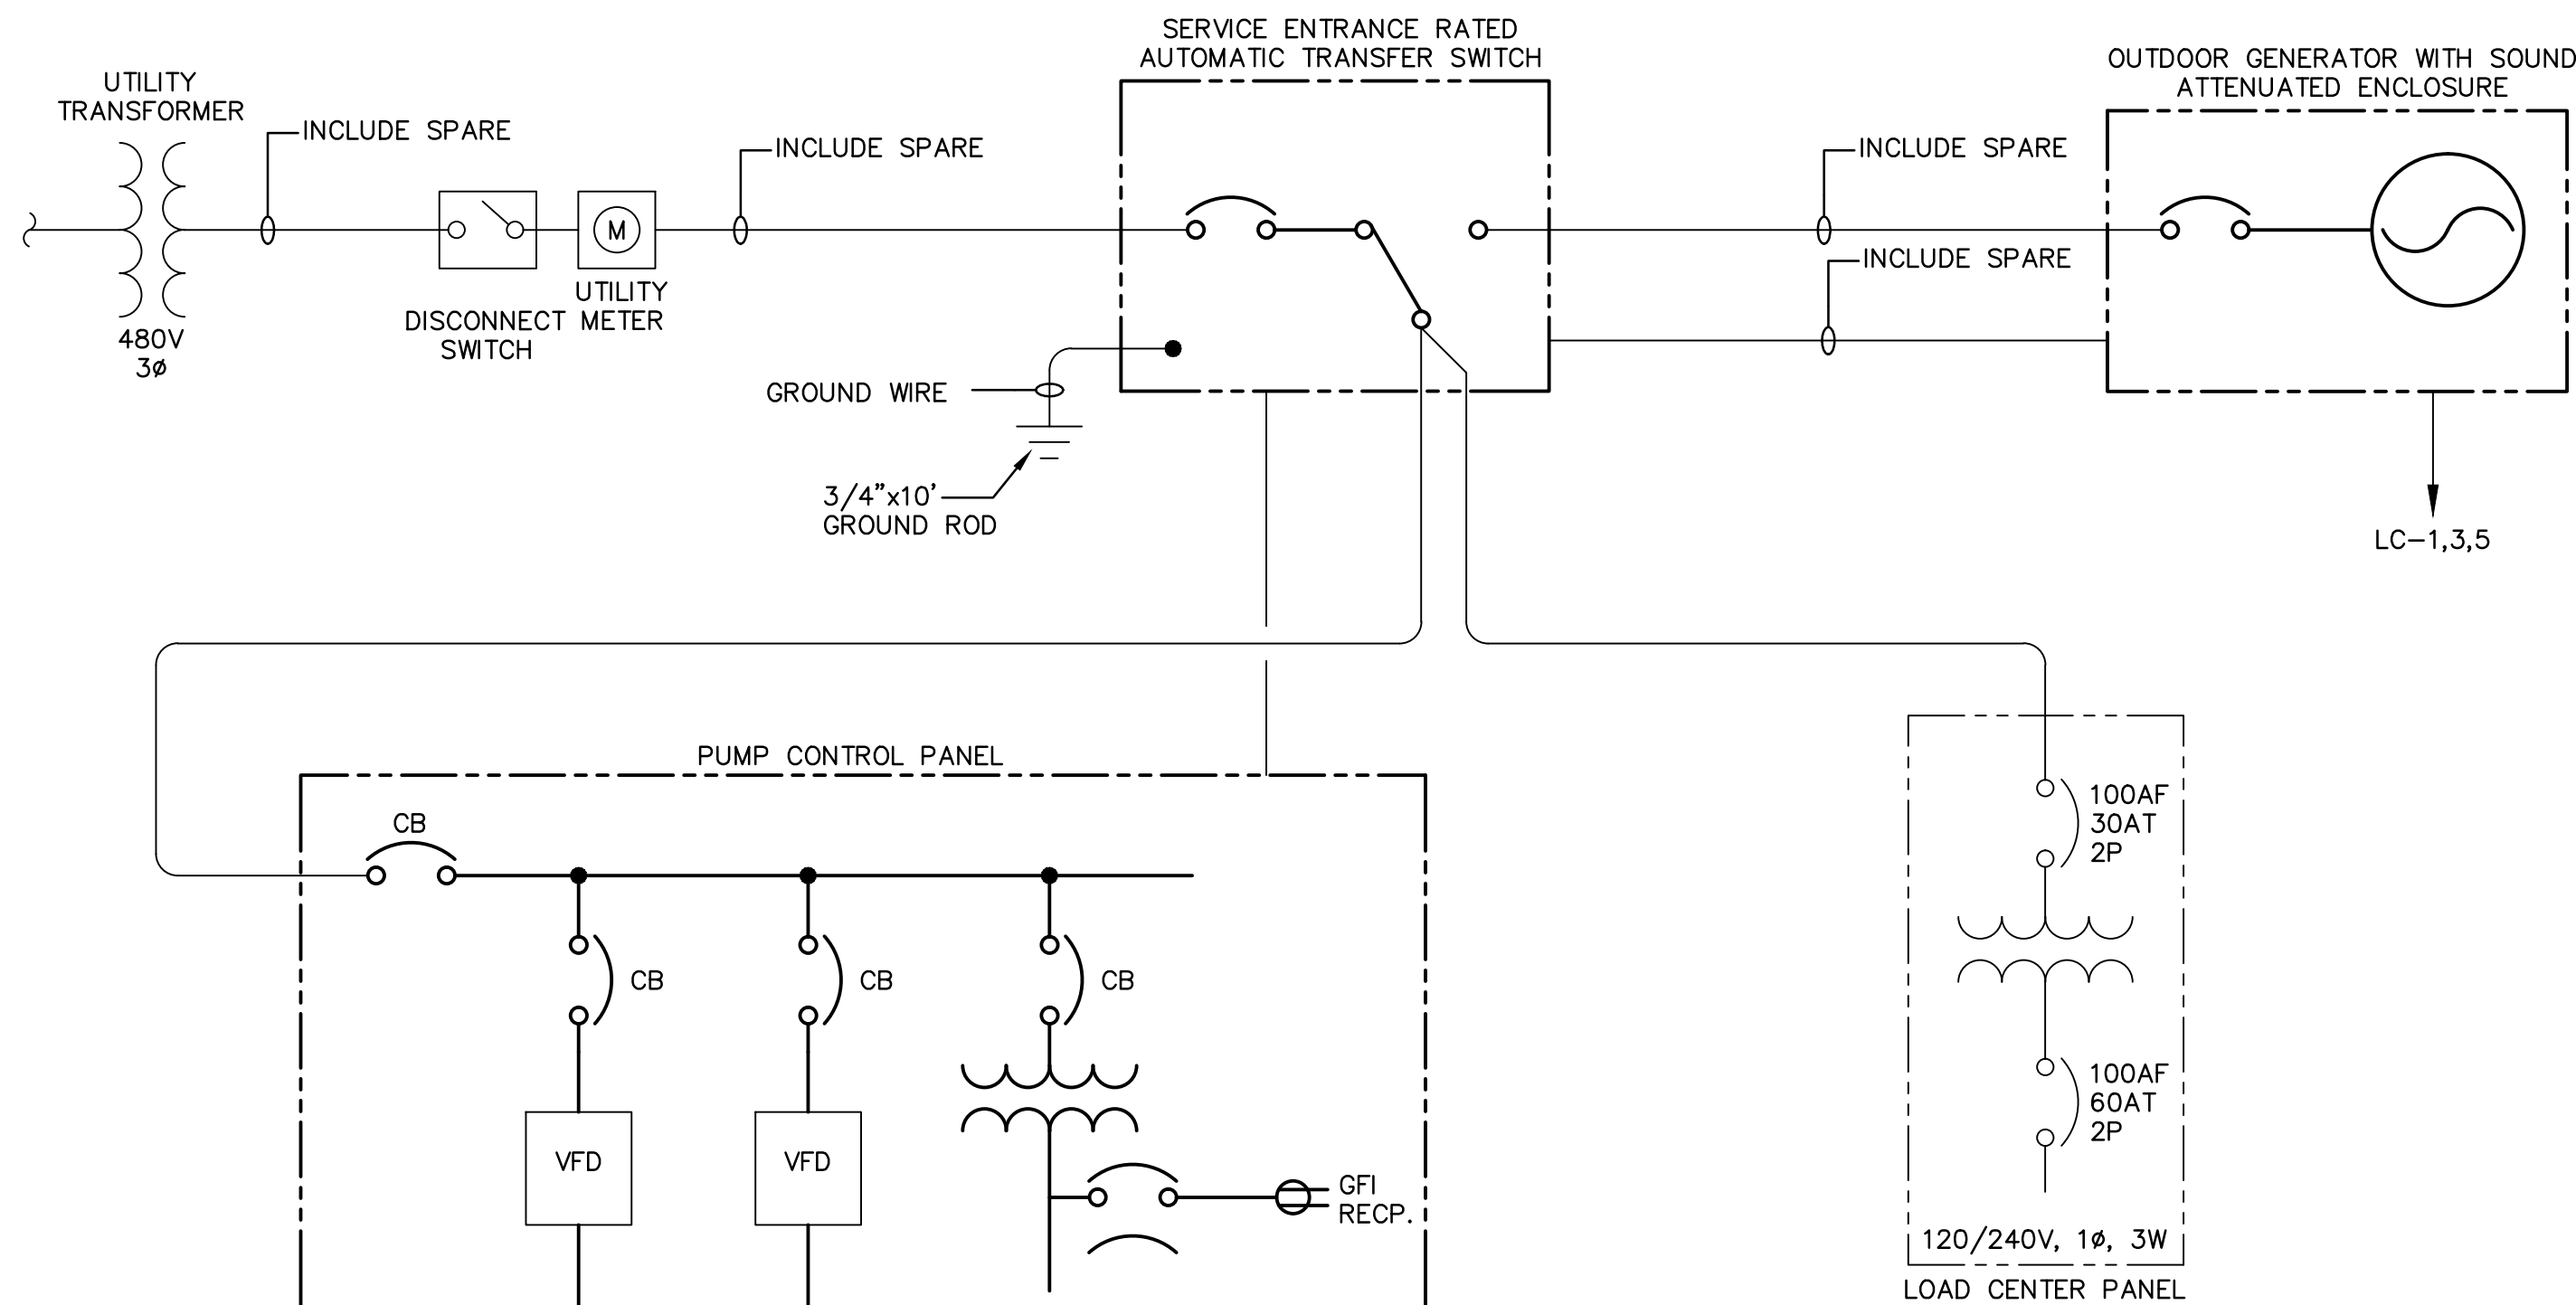 SERVICE ENTRANCE RATED
AUTOMATIC TRANSFER SWITCH
OUTDOOR GENERATOR WITH SOUND
ATTENUATED ENCLOSURE
UTILITY
TRANSFORMER
INCLUDE SPARE
INCLUDE SPARE
INCLUDE SPARE
INCLUDE SPARE
M
UTILITY
METER
DISCONNECT
SWITCH
480V
3ø
GROUND WIRE
3/4"x10'
GROUND ROD
LC-1,3,5
PUMP CONTROL PANEL
CB
CB
CB
CB
VFD
VFD
GFI
RECP.
100AF
30AT
2P
100AF
60AT
2P
120/240V, 1ø, 3W
LOAD CENTER PANEL